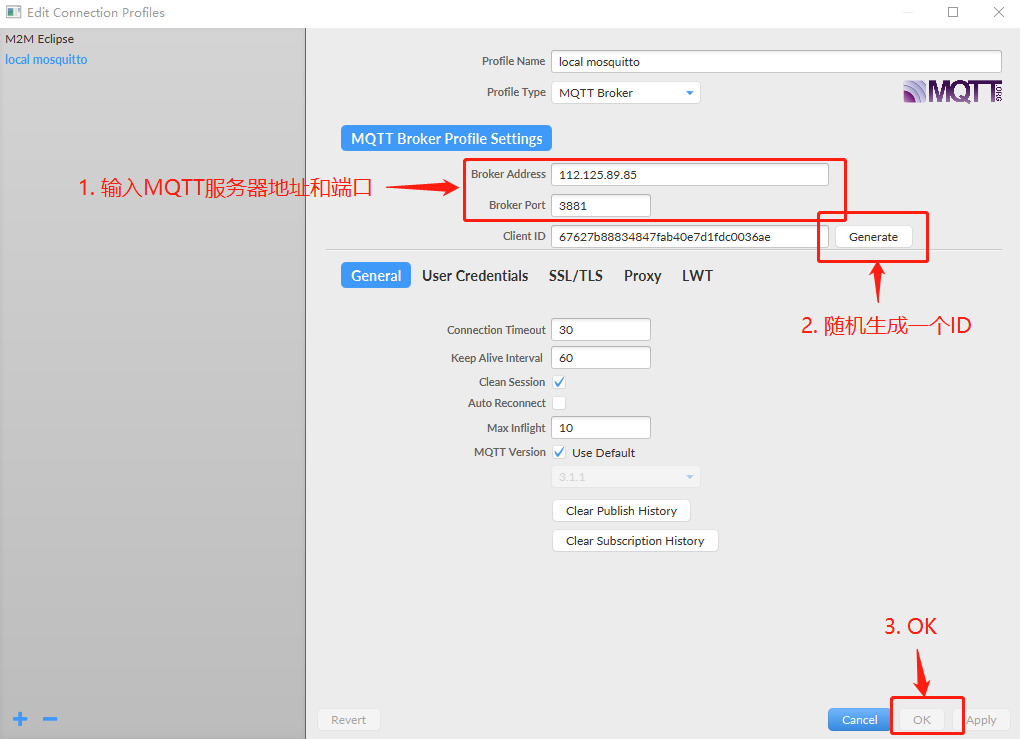 Edit Connection Profiles
M2M Eclipse
local mosquitto
Profile Name local mosquitto
Profile Type MQTT Broker
MQTT.ORG
MQTT Broker Profile Settings
1. 输入MQTT服务器地址和端口
Broker Address 112.125.89.85
Broker Port 3881
Client ID 67627b88834847fab40e7d1fdc0036ae Generate
General User Credentials SSL/TLS Proxy LWT
2. 随机生成一个ID
Connection Timeout 30
Keep Alive Interval 60
Clean Session
Auto Reconnect
Max Inflight 10
MQTT Version Use Default
3.1.1
Clear Publish History
Clear Subscription History
3. OK
Revert Cancel OK Apply